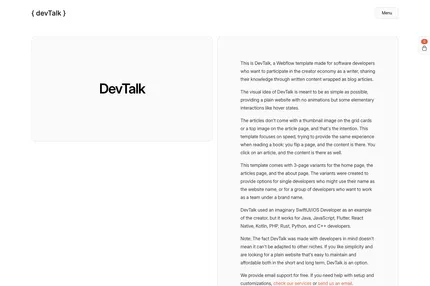 { devTalk }
Menu
DevTalk
This is DevTalk, a Webflow template made for software developers
who want to participate in the creator economy as a writer, sharing
their knowledge through written content wrapped as blog articles.
The visual idea of DevTalk is meant to be as simple as possible,
providing a plain website with no animations but some elementary
interactions like hover states.
The articles don't come with a thumbnail image on the grid cards
or a top image on the article page, and that's the intention. This
template focuses on speed, trying to provide the same experience
when reading a book: you flip a page, and the content is there. You
click on an article, and the content is there as well.
This template comes with 3-page variants for the home page, the
articles page, and the about page. The variants were created to
provide options for single developers who might use their name as
the website name, or for a group of developers who want to work
as a team under a brand name.
DevTalk used an imaginary SwiftUI/iOS Developer as an example
of the creator, but it works for Java, JavaScript, Flutter, React
Native, Kotlin, PHP, Rust, Python, and C++ developers.
Note: The fact DevTalk was made with developers in mind doesn't
mean it can't be adapted to other niches. If you like simplicity and
are looking for a plain website that's easy to maintain and
affordable both in the short and long term, DevTalk is an option.
We provide email support for free. If you need help with setup and
customizations, check our services or send us an email.